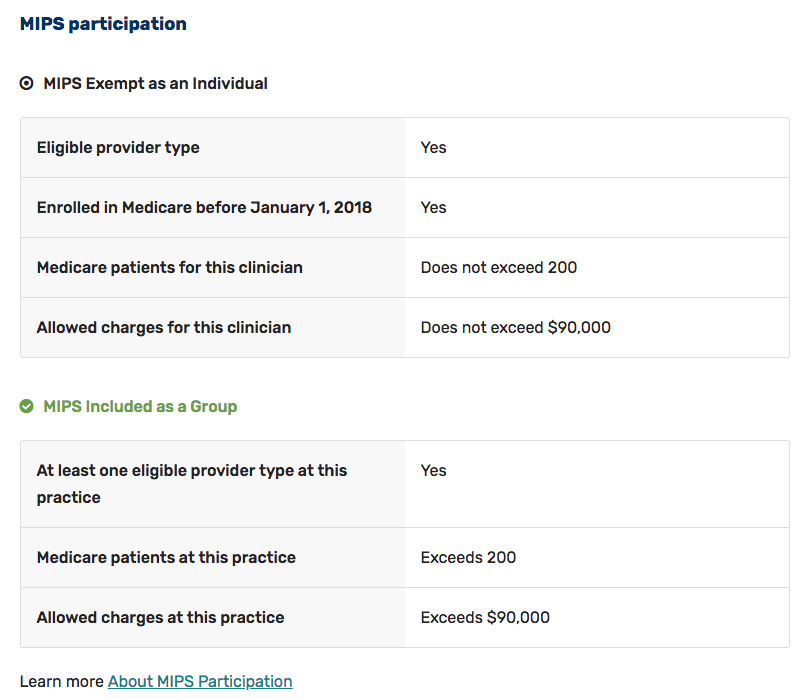 MIPS participation
MIPS Exempt as an Individual
Eligible provider type Yes
Enrolled in Medicare before January 1, 2018 Yes
Medicare patients for this clinician Does not exceed 200
Allowed charges for this clinician Does not exceed $90,000
MIPS Included as a Group
At least one eligible provider type at this Yes
practice
Medicare patients at this practice Exceeds 200
Allowed charges at this practice Exceeds $90,000
Learn more About MIPS Participation